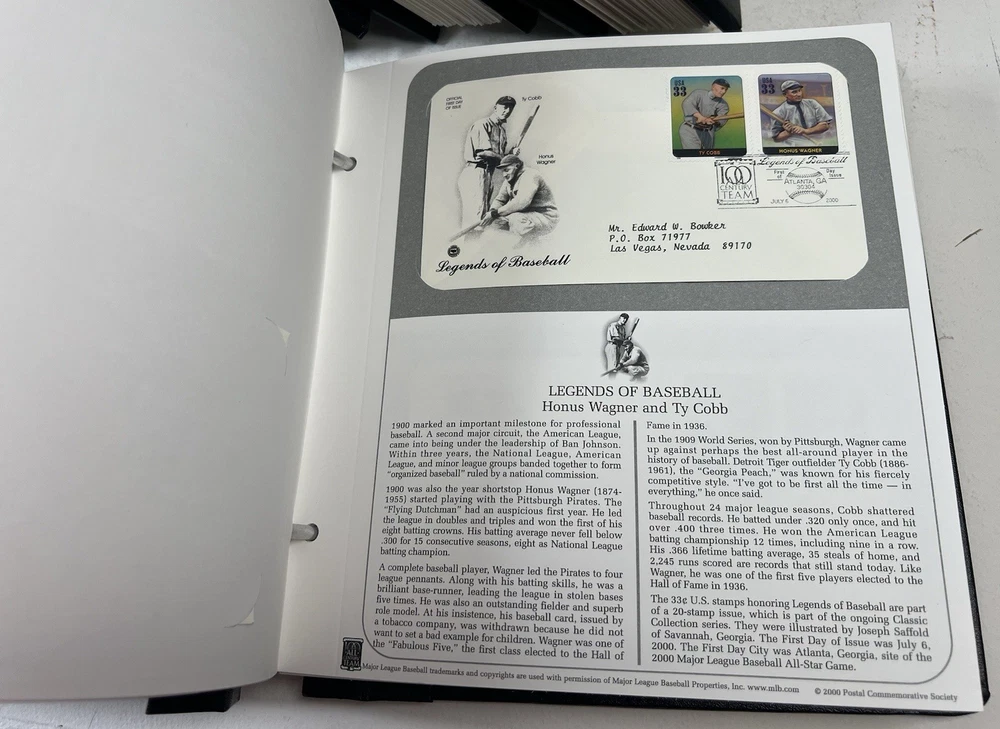 OFFICIAL
FIRST DAY
OF ISSUE
Ty Cobb
Honus
Wagner
Legends of Baseball
USA
33
TY COBB
USA
33
HONUS WAGNER
100
CENTURY
TEAM
Legends of Baseball
First Day
of Issue
ATLANTA, GA
30304
JULY 6 2000
Mr. Edward W. Bowker
P.O. Box 71977
Las Vegas, Nevada 89170
LEGENDS OF BASEBALL
Honus Wagner and Ty Cobb
1900 marked an important milestone for professional
baseball. A second major circuit, the American League,
came into being under the leadership of Ban Johnson.
Within three years, the National League, American
League, and minor league groups banded together to form
"organized baseball" ruled by a national commission.
1900 was also the year shortstop Honus Wagner (1874-
1955) started playing with the Pittsburgh Pirates. The
"Flying Dutchman" had an auspicious first year. He led
the league in doubles and triples and won the first of his
eight batting crowns. His batting average never fell below
.300 for 15 consecutive seasons, eight as National League
batting champion.
A complete baseball player, Wagner led the Pirates to four
league pennants. Along with his batting skills, he was a
brilliant base-runner, leading the league in stolen bases
five times. He was also an outstanding fielder and superb
role model. At his insistence, his baseball card, issued by
a tobacco company, was withdrawn because he did not
want to set a bad example for children. Wagner was one of
the "Fabulous Five," the first class elected to the Hall of
Fame in 1936.
In the 1909 World Series, won by Pittsburgh, Wagner came
up against perhaps the best all-around player in the
history of baseball. Detroit Tiger outfielder Ty Cobb (1886-
1961), the "Georgia Peach," was known for his fiercely
competitive style. "I've got to be first all the time — in
everything," he once said.
Throughout 24 major league seasons, Cobb shattered
baseball records. He batted under .320 only once, and hit
over .400 three times. He won the American League
batting championship 12 times, including nine in a row.
His .366 lifetime batting average, 35 steals of home, and
2,245 runs scored are records that still stand today. Like
Wagner, he was one of the first five players elected to the
Hall of Fame in 1936.
The 33¢ U.S. stamps honoring Legends of Baseball are part
of a 20-stamp issue, which is part of the ongoing Classic
Collection series. They were illustrated by Joseph Saffold
of Savannah, Georgia. The First Day of Issue was July 6,
2000. The First Day City was Atlanta, Georgia, site of the
2000 Major League Baseball All-Star Game.
Major League Baseball trademarks and copyrights are used with permission of Major League Baseball Properties, Inc. www.mlb.com © 2000 Postal Commemorative Society